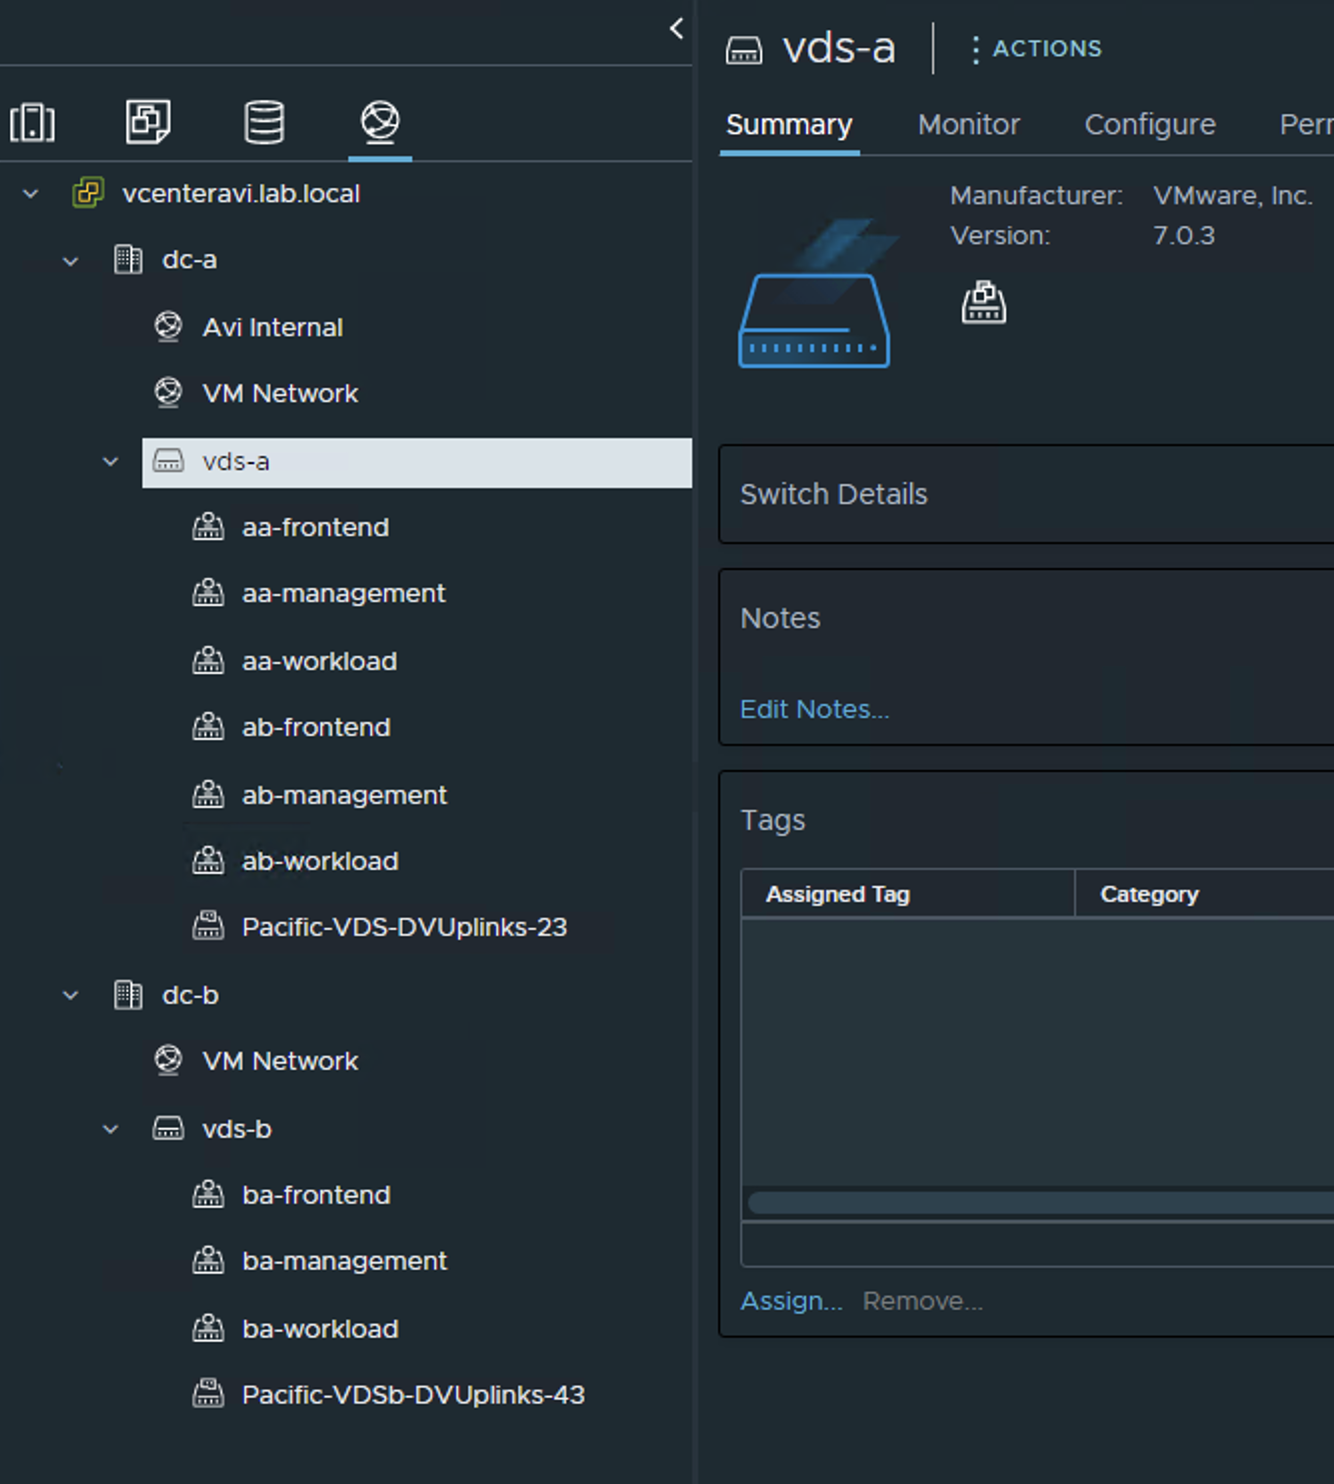 vcenteravi.lab.local
dc-a
Avi Internal
VM Network
vds-a
aa-frontend
aa-management
aa-workload
ab-frontend
ab-management
ab-workload
Pacific-VDS-DVUplinks-23
dc-b
VM Network
vds-b
ba-frontend
ba-management
ba-workload
Pacific-VDSb-DVUplinks-43
vds-a ACTIONS
Summary Monitor Configure
Manufacturer: VMware, Inc.
Version: 7.0.3
Switch Details
Notes
Edit Notes...
Tags
Assigned Tag Category
Assign... Remove...